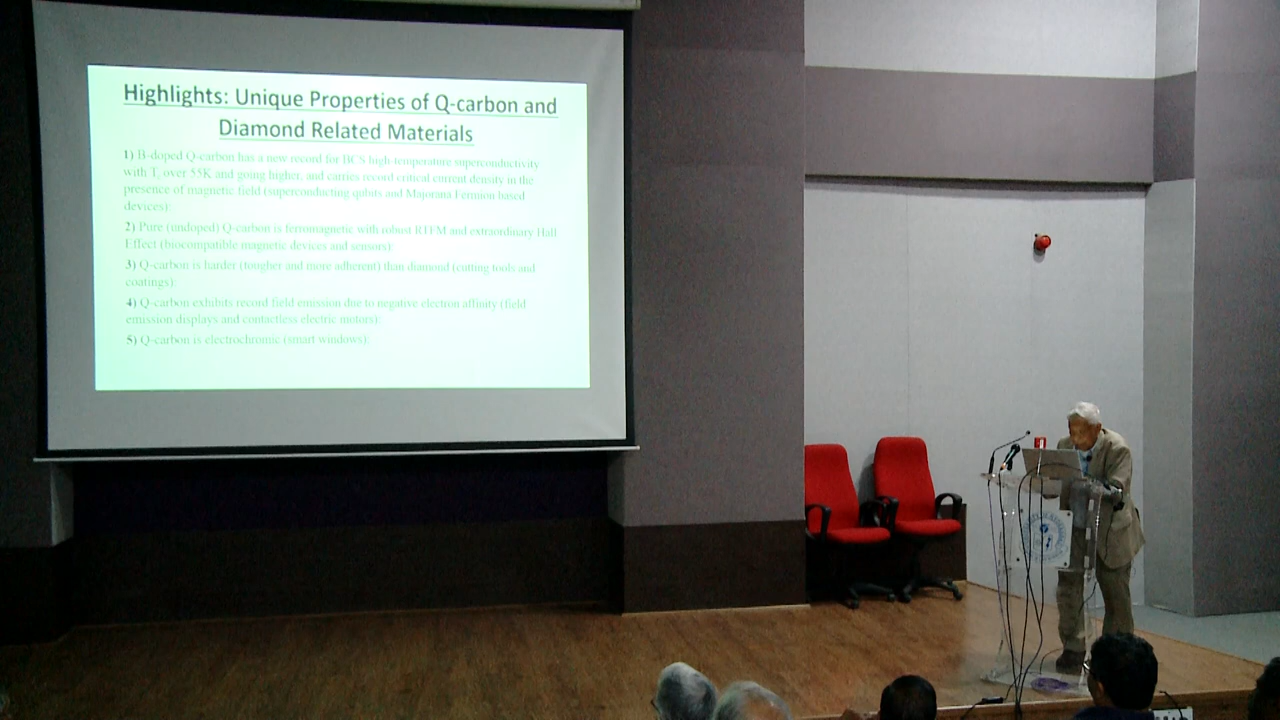 Highlights: Unique Properties of Q-carbon and
Diamond Related Materials
1) B-doped Q-carbon has a new record for BCS high temperature superconductivity
with Tc over 55K and going higher, and carries record critical current density in the
presence of magnetic field (superconducting qubits and Majorana Fermion based
devices);
2) Pure (undoped) Q-carbon is ferromagnetic with robust RTFM and extraordinary Hall
Effect (biocompatible magnetic devices and sensors);
3) Q-carbon is harder (tougher and more adherent) than diamond (cutting tools and
coatings);
4) Q-carbon exhibits record field emission due to negative electron affinity (field
emission displays and contactless electric motors);
5) Q-carbon is electrochromic (smart windows);